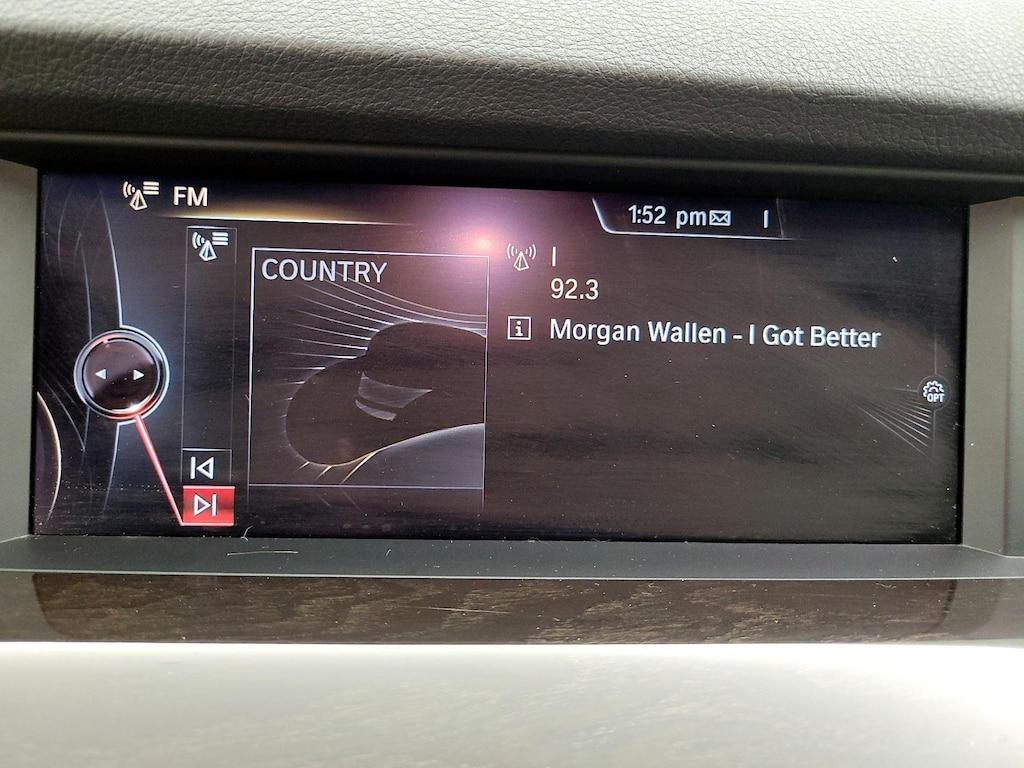 FM
1:52 pm I
COUNTRY
I
92.3
i Morgan Wallen - I Got Better
OPT